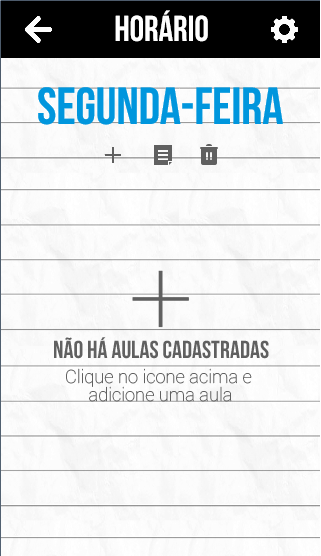 HORÁRIO
SEGUNDA-FEIRA
NÃO HÁ AULAS CADASTRADAS
Clique no icone acima e
adicione uma aula